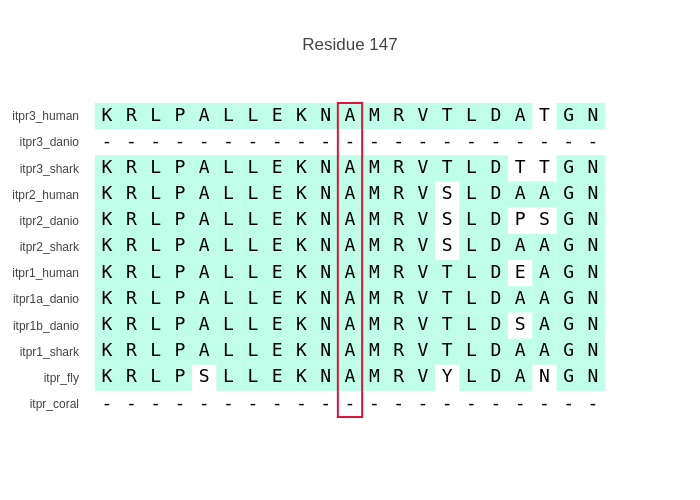 Residue 147
itpr3_human K R L P A L L E K N A M R V T L D A T G N
itpr3_danio - - - - - - - - - - - - - - - - - - - - -
itpr3_shark K R L P A L L E K N A M R V T L D T T G N
itpr2_human K R L P A L L E K N A M R V S L D A A G N
itpr2_danio K R L P A L L E K N A M R V S L D P S G N
itpr2_shark K R L P A L L E K N A M R V S L D A A G N
itpr1_human K R L P A L L E K N A M R V T L D E A G N
itpr1a_danio K R L P A L L E K N A M R V T L D A A G N
itpr1b_danio K R L P A L L E K N A M R V T L D S A G N
itpr1_shark K R L P A L L E K N A M R V T L D A A G N
itpr_fly K R L P S L L E K N A M R V Y L D A N G N
itpr_coral - - - - - - - - - - - - - - - - - - - - -